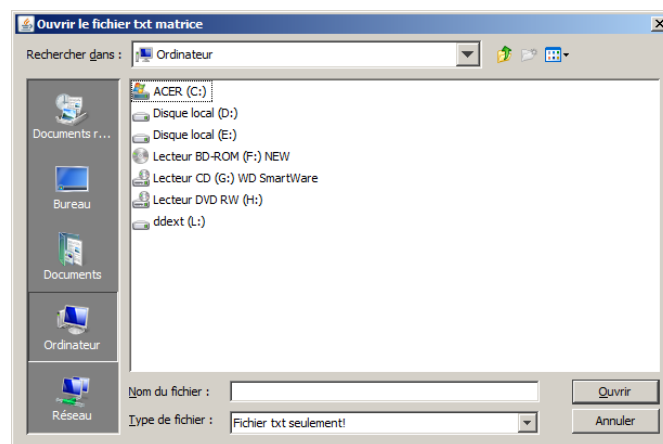 Ouvrir le fichier txt matrice
Rechercher dans :
Ordinateur
Documents r...
Bureau
Documents
Ordinateur
Réseau
ACER (C:)
Disque local (D:)
Disque local (E:)
Lecteur BD-ROM (F:) NEW
Lecteur CD (G:) WD SmartWare
Lecteur DVD RW (H:)
ddext (L:)
Nom du fichier :
Ouvrir
Type de fichier :
Fichier txt seulement!
Annuler